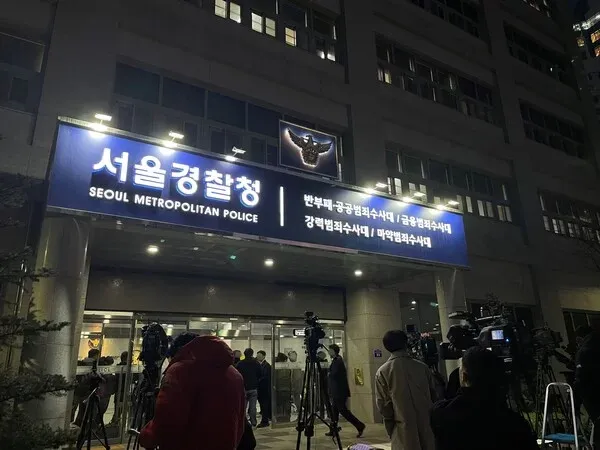 서울경찰청
SEOUL METROPOLITAN POLICE
반부패·공공범죄수사대 / 금융범죄수사대
강력범죄수사대 / 마약범죄수사대